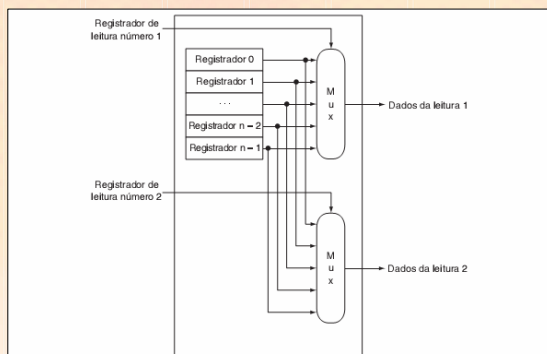 Registrador de
leitura número 1
Registrador 0
Registrador 1
. . .
Registrador n – 2
Registrador n – 1
M
u
x
Dados da leitura 1
Registrador de
leitura número 2
M
u
x
Dados da leitura 2